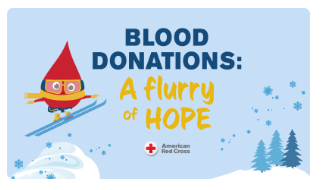 BLOOD
DONATIONS:
A flurry
of HOPE
American
Red Cross